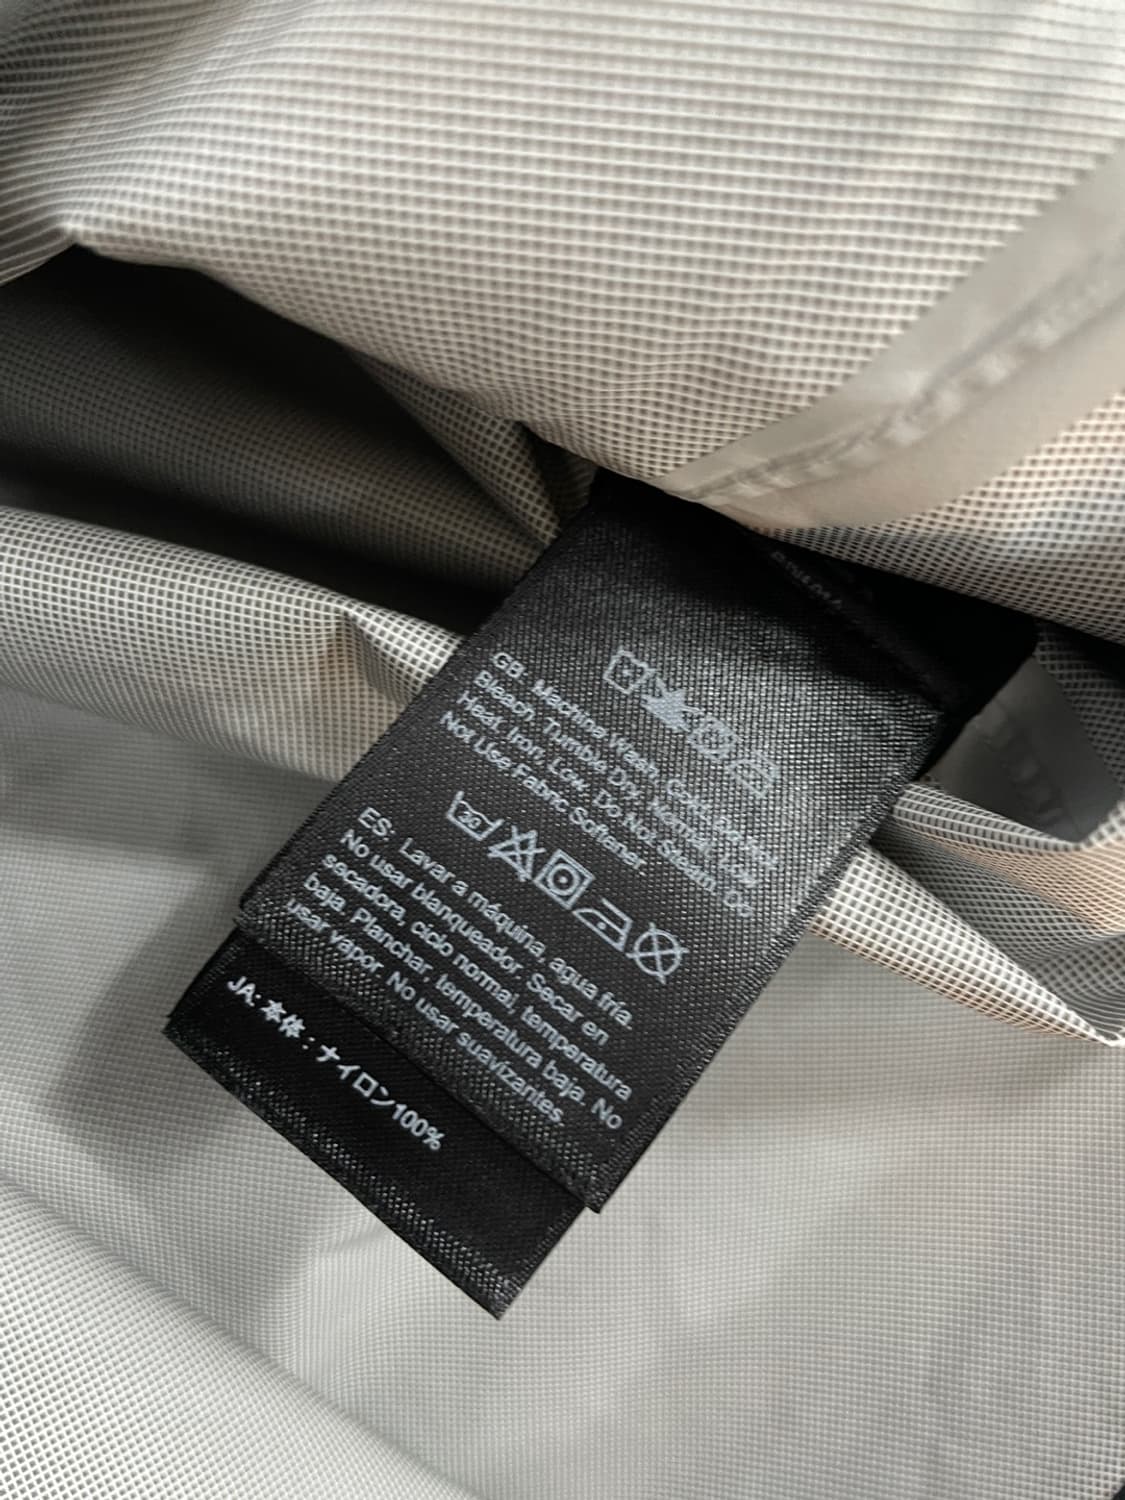 GB: Machine Wash, Cold. Do Not
Bleach. Tumble Dry, Normal, Low
Heat. Iron, Low. Do Not Steam. Do
Not Use Fabric Softener.
30
ES: Lavar a máquina, agua fría.
No usar blanqueador. Secar en
secadora, ciclo normal, temperatura
baja. Planchar, temperatura baja. No
usar vapor. No usar suavizantes.
JA: 本体 : ナイロン100%